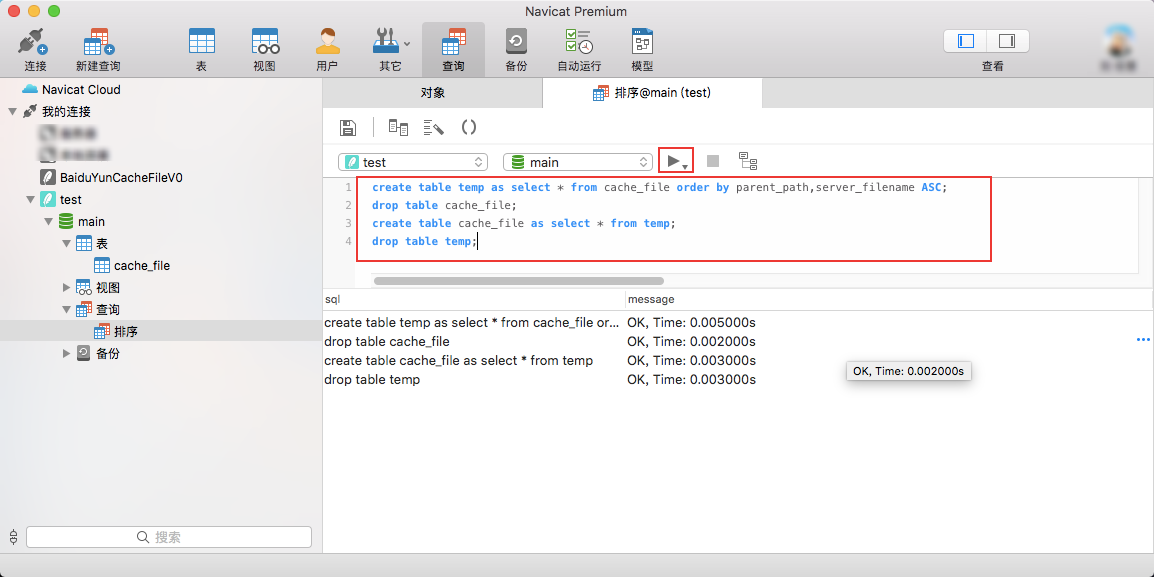 Navicat Premium
连接
新建查询
表
视图
用户
其它
查询
备份
自动运行
模型
查看
Navicat Cloud
我的连接
BaiduYunCacheFileV0
test
main
表
cache_file
视图
查询
排序
备份
搜索
对象
排序@main (test)
test
main
1 create table temp as select * from cache_file order by parent_path,server_filename ASC;
2 drop table cache_file;
3 create table cache_file as select * from temp;
4 drop table temp;
sql message
create table temp as select * from cache_file or... OK, Time: 0.005000s
drop table cache_file OK, Time: 0.002000s
create table cache_file as select * from temp OK, Time: 0.003000s
drop table temp OK, Time: 0.003000s
OK, Time: 0.002000s